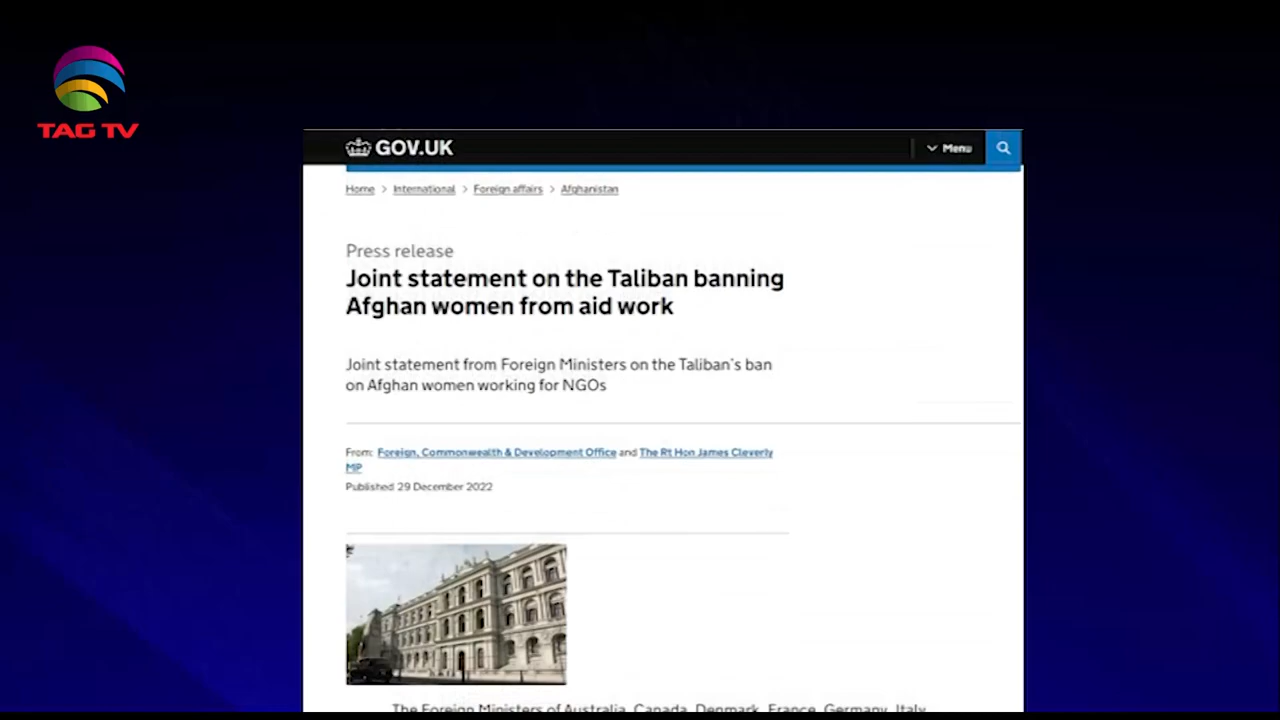 TAG TV
GOV.UK
Menu
Home > International > Foreign affairs > Afghanistan
Press release
Joint statement on the Taliban banning
Afghan women from aid work
Joint statement from Foreign Ministers on the Taliban's ban
on Afghan women working for NGOs
From: Foreign, Commonwealth & Development Office and The Rt Hon James Cleverly
MP
Published 29 December 2022
The Foreign Ministers of Australia, Canada, Denmark, France, Germany, Italy,